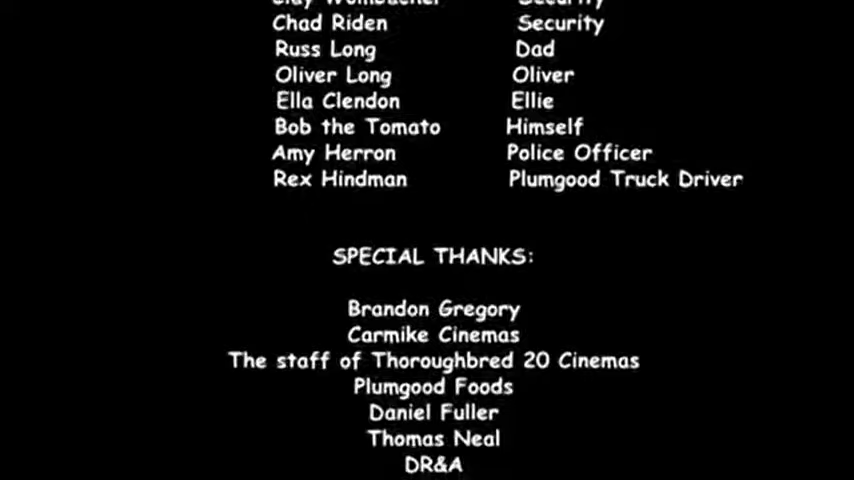 Security
Chad Riden Security
Russ Long Dad
Oliver Long Oliver
Ella Clendon Ellie
Bob the Tomato Himself
Amy Herron Police Officer
Rex Hindman Plumgood Truck Driver
SPECIAL THANKS:
Brandon Gregory
Carmike Cinemas
The staff of Thoroughbred 20 Cinemas
Plumgood Foods
Daniel Fuller
Thomas Neal
DR&A